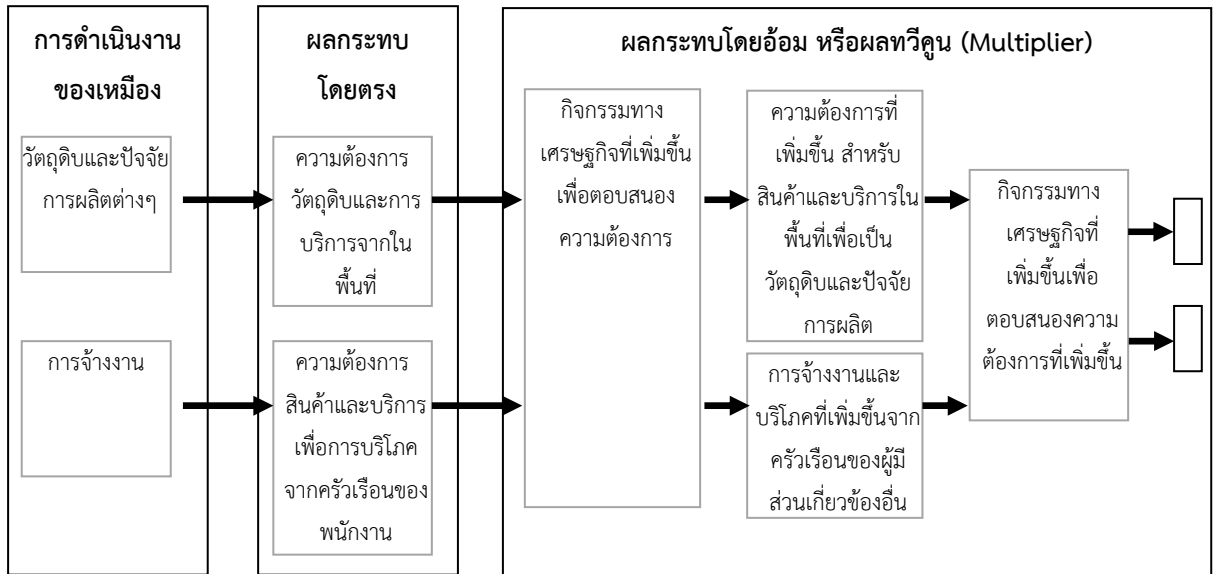 การดำเนินงาน
ของเหมือง
วัตถุดิบและปัจจัย
การผลิตต่างๆ
การจ้างงาน
ผลกระทบ
โดยตรง
ความต้องการ
วัตถุดิบและการ
บริการจากใน
พื้นที่
ความต้องการ
สินค้าและบริการ
เพื่อการบริโภค
จากครัวเรือนของ
พนักงาน
ผลกระทบโดยอ้อม หรือผลทวีคูน (Multiplier)
กิจกรรมทาง
เศรษฐกิจที่เพิ่มขึ้น
เพื่อตอบสนอง
ความต้องการ
ความต้องการที่
เพิ่มขึ้น สำหรับ
สินค้าและบริการใน
พื้นที่เพื่อเป็น
วัตถุดิบและปัจจัย
การผลิต
การจ้างงานและ
บริโภคที่เพิ่มขึ้นจาก
ครัวเรือนของผู้มี
ส่วนเกี่ยวข้องอื่น
กิจกรรมทาง
เศรษฐกิจที่
เพิ่มขึ้นเพื่อ
ตอบสนองความ
ต้องการที่เพิ่มขึ้น